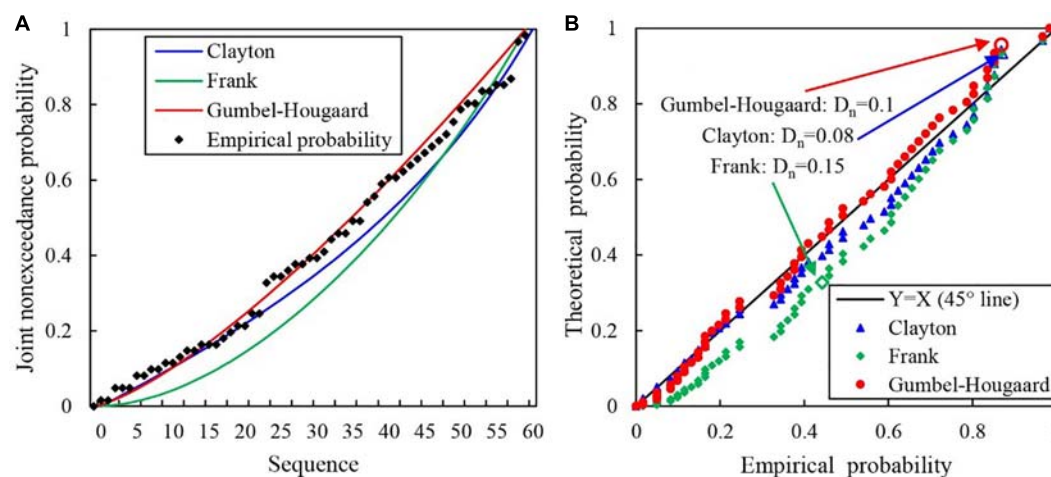 A
Joint nonexceedance probability
1
0.8
0.6
0.4
0.2
0
Clayton
Frank
Gumbel-Hougaard
Empirical probability
0 5 10 15 20 25 30 35 40 45 50 55 60
Sequence
B
Theoretical probability
1
0.8
0.6
0.4
0.2
0
Gumbel-Hougaard: Dn=0.1
Clayton: Dn=0.08
Frank: Dn=0.15
Y=X (45° line)
Clayton
Frank
Gumbel-Hougaard
0 0.2 0.4 0.6 0.8
Empirical probability